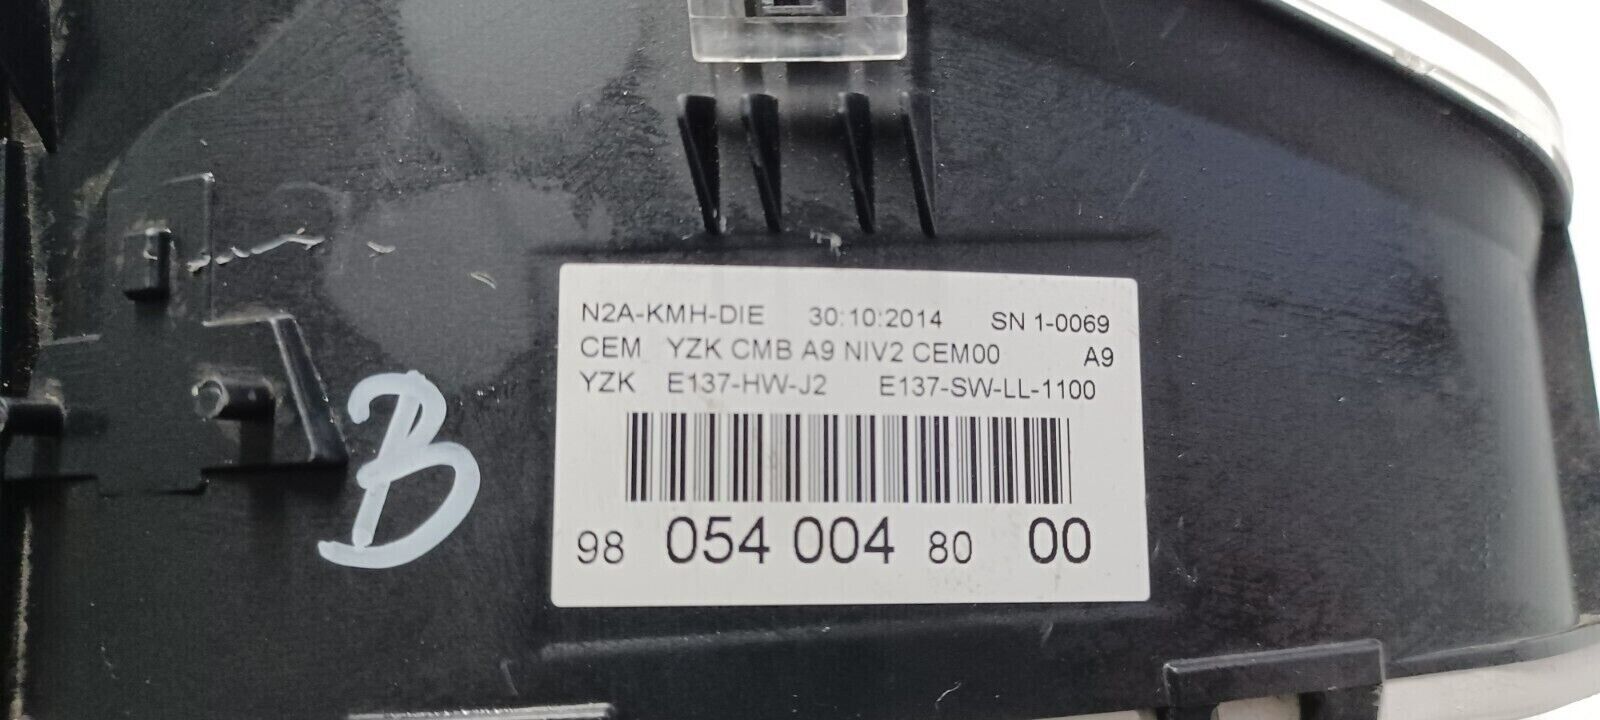 N2A-KMH-DIE 30:10:2014 SN 1-0069
CEM YZK CMB A9 NIV2 CEM00 A9
YZK E137-HW-J2 E137-SW-LL-1100
98 054 004 80 00
B